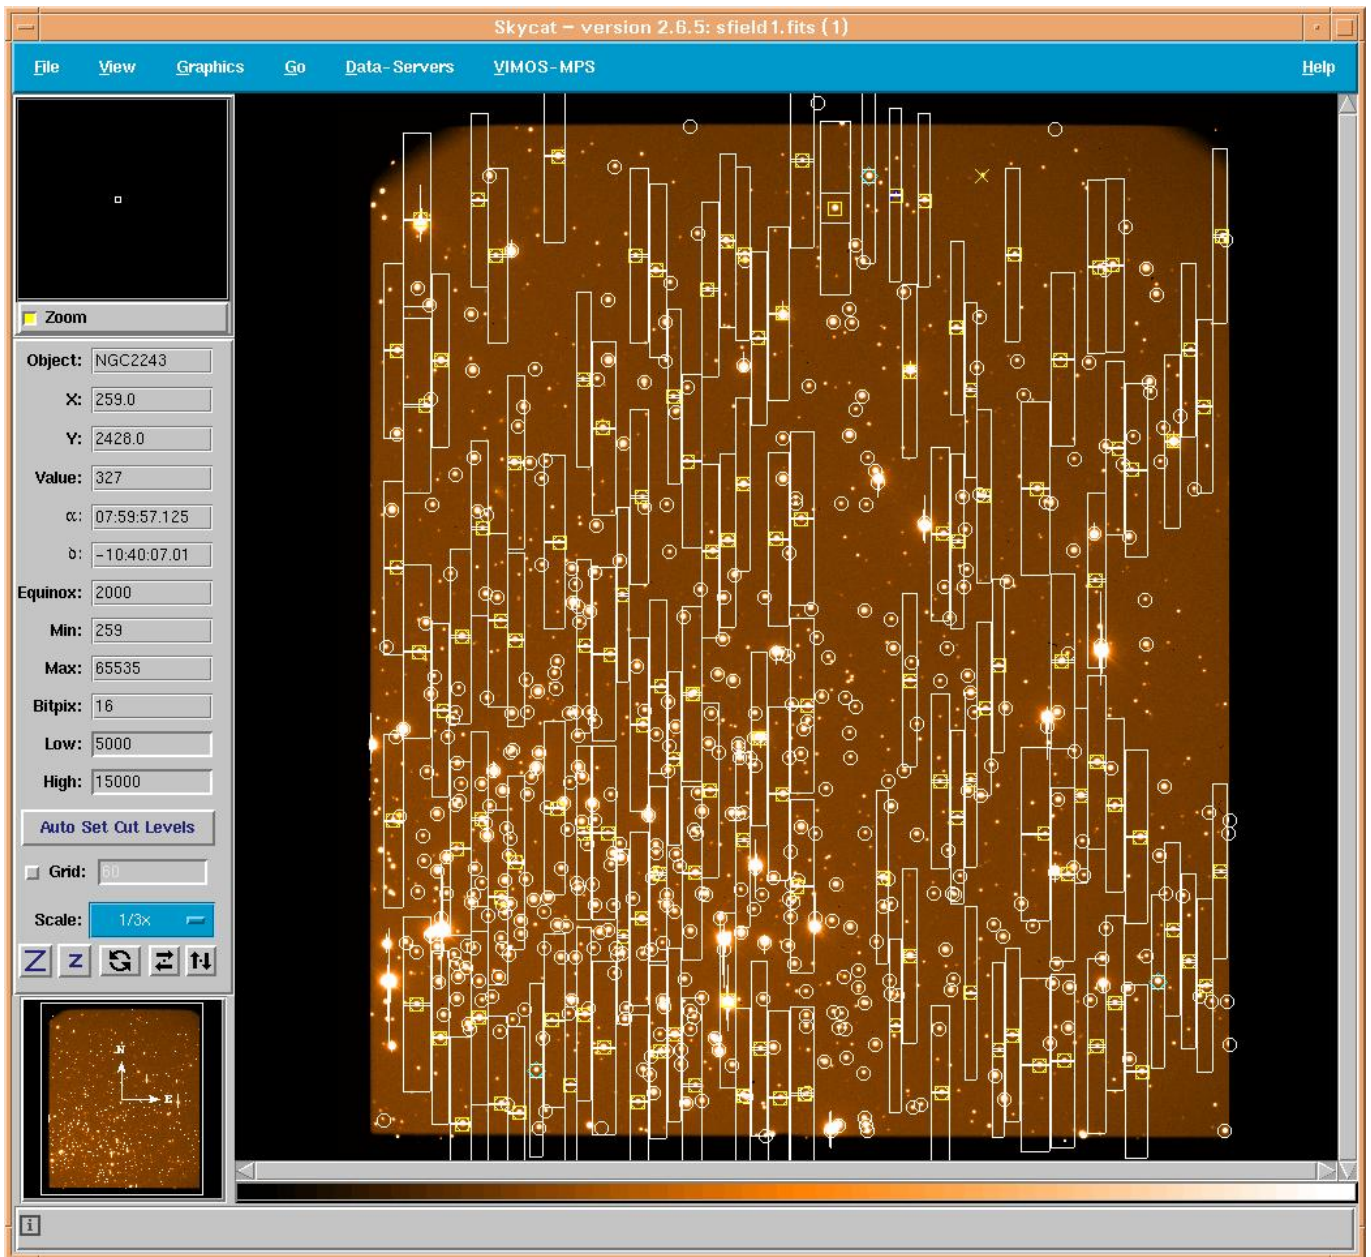 Skycat – version 2.6.5: sfield1.fits (1)
File View Graphics Go Data-Servers VIMOS-MPS Help
Zoom
Object: NGC2243
X: 259.0
Y: 2428.0
Value: 327
α: 07:59:57.125
δ: -10:40:07.01
Equinox: 2000
Min: 259
Max: 65535
Bitpix: 16
Low: 5000
High: 15000
Auto Set Cut Levels
Grid: 60
Scale: 1/3×
Z z
N
E
i